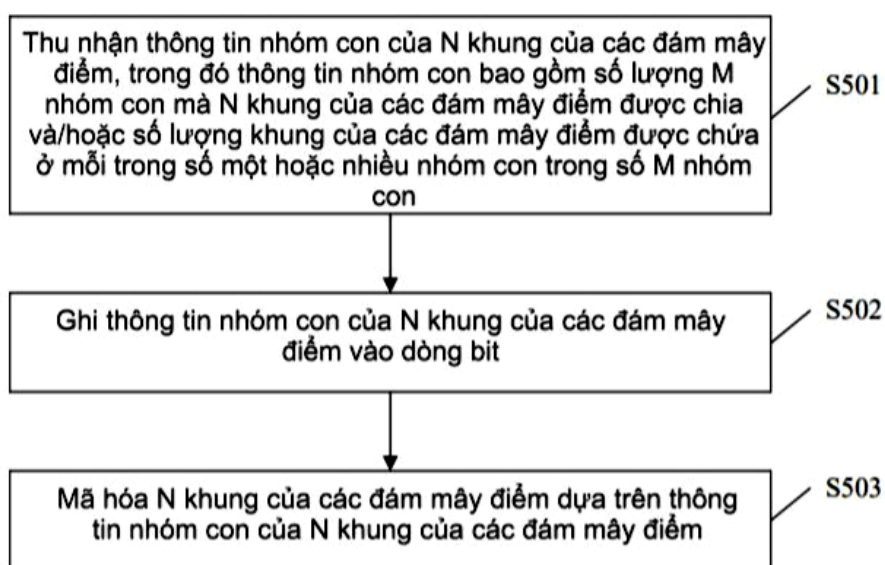 Thu nhận thông tin nhóm con của N khung của các đám mây
điểm, trong đó thông tin nhóm con bao gồm số lượng M
nhóm con mà N khung của các đám mây điểm được chia
và/hoặc số lượng khung của các đám mây điểm được chứa
ở mỗi trong số một hoặc nhiều nhóm con trong số M nhóm
con
S501
Ghi thông tin nhóm con của N khung của các đám mây
điểm vào dòng bit
S502
Mã hóa N khung của các đám mây điểm dựa trên thông
tin nhóm con của N khung của các đám mây điểm
S503